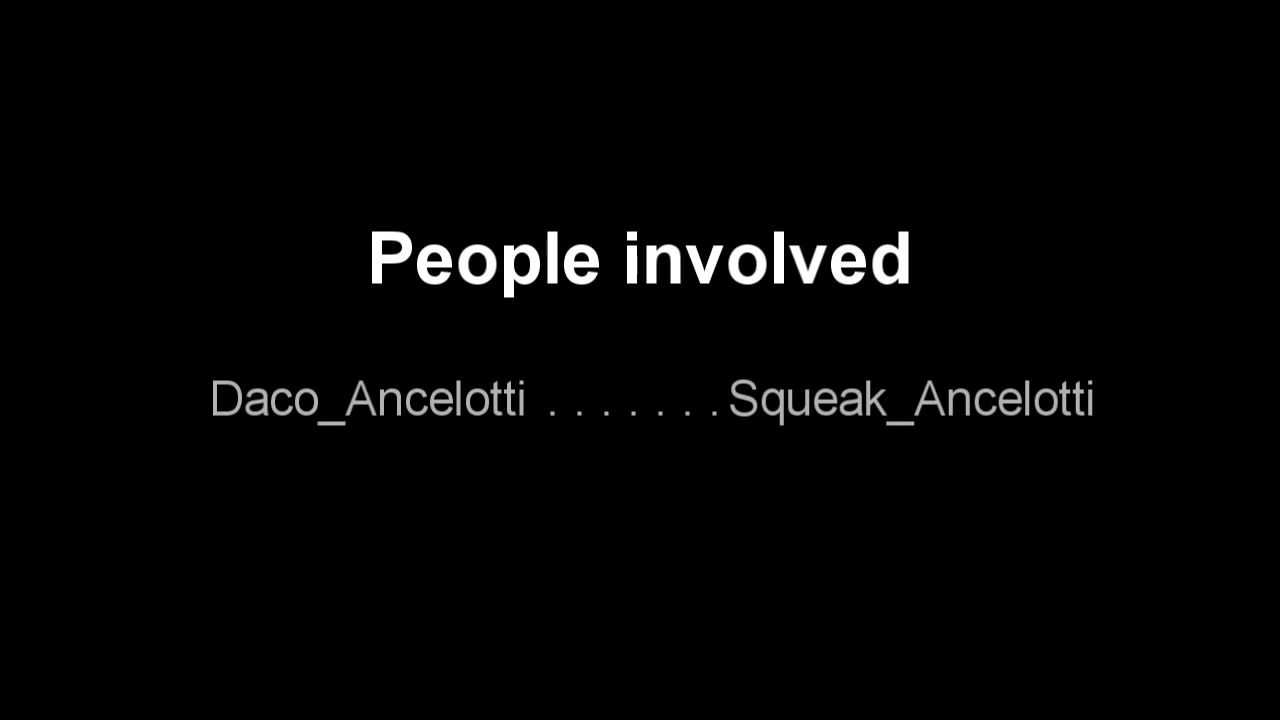 People involved
Daco_Ancelotti . . . . . . . Squeak_Ancelotti